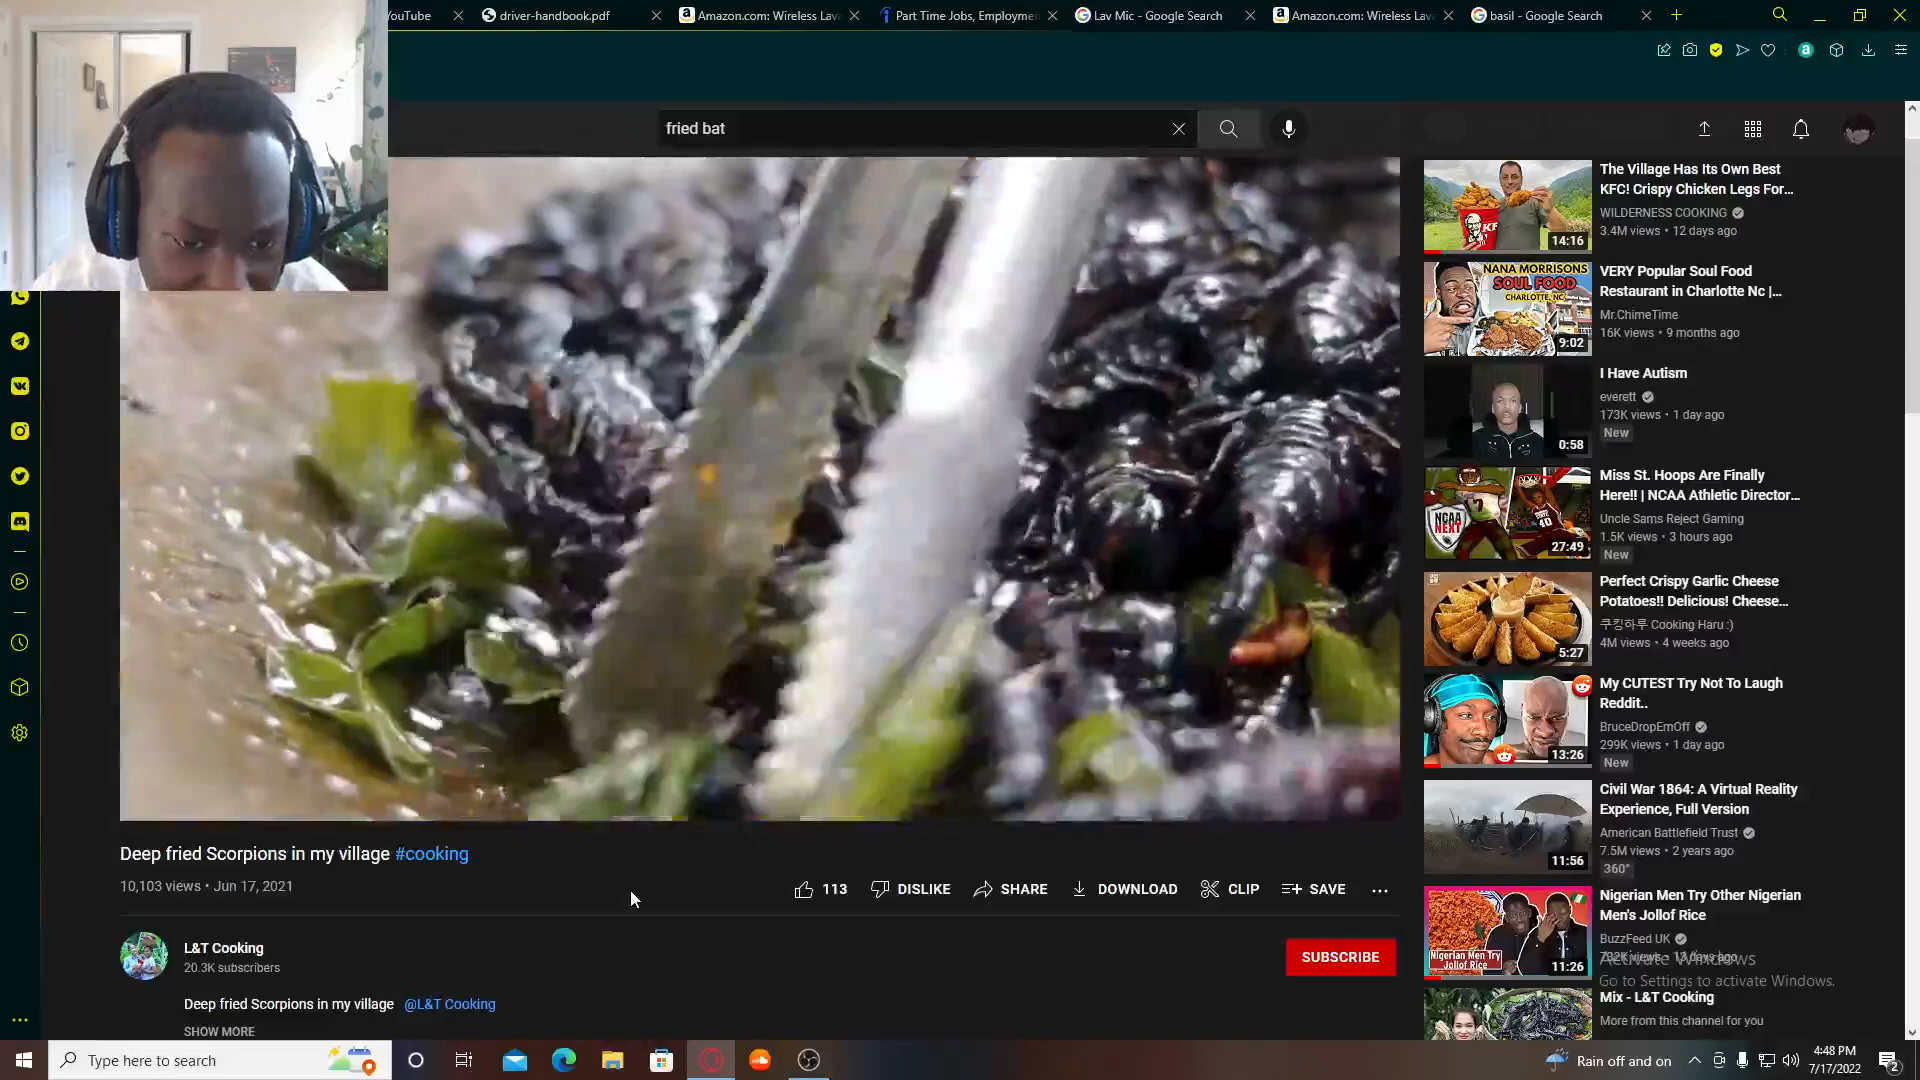 YouTube
driver-handbook.pdf
Amazon.com: Wireless Lava
Part Time Jobs, Employmen
Lav Mic - Google Search
Amazon.com: Wireless Lava
basil - Google Search
fried bat
Deep fried Scorpions in my village #cooking
10,103 views • Jun 17, 2021
113
DISLIKE
SHARE
DOWNLOAD
CLIP
SAVE
L&T Cooking
20.3K subscribers
SUBSCRIBE
Deep fried Scorpions in my village @L&T Cooking
SHOW MORE
The Village Has Its Own Best
KFC! Crispy Chicken Legs For...
WILDERNESS COOKING
3.4M views • 12 days ago
14:16
NANA MORRISONS
SOUL FOOD
CHARLOTTE, NC
9:02
VERY Popular Soul Food
Restaurant in Charlotte Nc |...
Mr.ChimeTime
16K views • 9 months ago
I Have Autism
everett
173K views • 1 day ago
New
0:58
Miss St. Hoops Are Finally
Here!! | NCAA Athletic Director...
Uncle Sams Reject Gaming
1.5K views • 3 hours ago
New
NCAA
NEXT
27:49
Perfect Crispy Garlic Cheese
Potatoes!! Delicious! Cheese...
쿠킹하루 Cooking Haru :)
4M views • 4 weeks ago
5:27
My CUTEST Try Not To Laugh
Reddit..
BruceDropEmOff
299K views • 1 day ago
New
13:26
Civil War 1864: A Virtual Reality
Experience, Full Version
American Battlefield Trust
7.5M views • 2 years ago
360°
11:56
Nigerian Men Try Other Nigerian
Men's Jollof Rice
BuzzFeed UK
732K views • 13 days ago
Nigerian Men Try
Jollof Rice
11:26
Activate Windows
Go to Settings to activate Windows.
Mix - L&T Cooking
More from this channel for you
Type here to search
Rain off and on
4:48 PM
7/17/2022
2